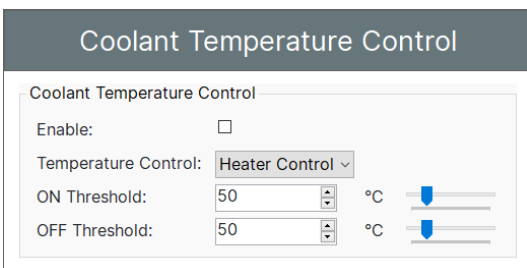 Coolant Temperature Control
Coolant Temperature Control
Enable:
Temperature Control: Heater Control
ON Threshold: 50 °C
OFF Threshold: 50 °C